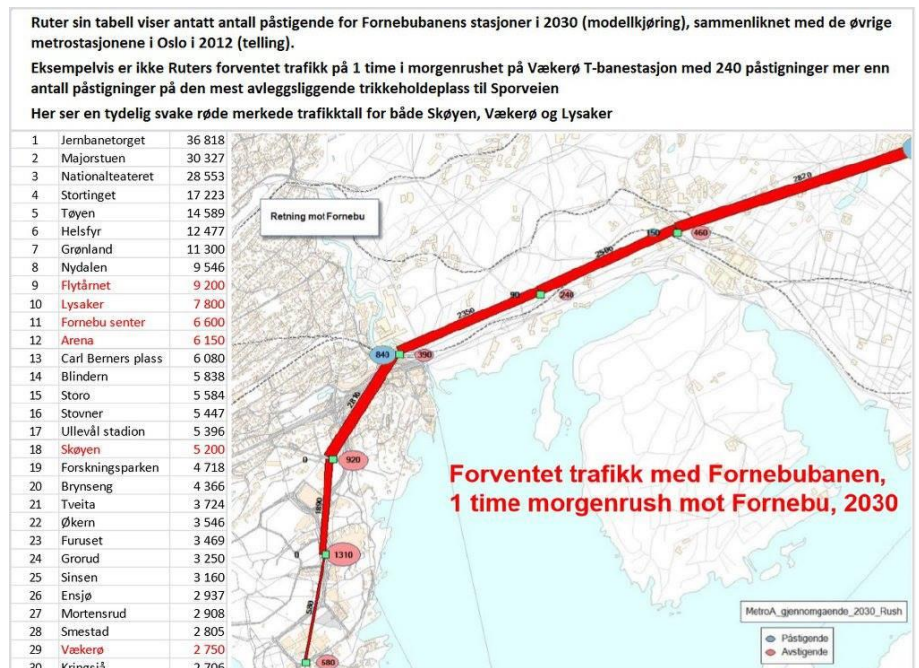 Ruter sin tabell viser antatt antall påstigende for Fornebubanens stasjoner i 2030 (modellkjøring), sammenliknet med de øvrige
metrostasjonene i Oslo i 2012 (telling).
Eksempelvis er ikke Ruters forventet trafikk på 1 time i morgenrushet på Vækerø T-banestasjon med 240 påstigninger mer enn
antall påstigninger på den mest avleggsliggende trikkeholdeplass til Sporveien
Her ser en tydelig svake røde merkede trafikktall for både Skøyen, Vækerø og Lysaker
1 Jernbanetorget 36 818
2 Majorstuen 30 327
3 Nationalteateret 28 553
4 Stortinget 17 223
5 Tøyen 14 589
6 Helsfyr 12 477
7 Grønland 11 300
8 Nydalen 9 546
9 Flytårnet 9 200
10 Lysaker 7 800
11 Fornebu senter 6 600
12 Arena 6 150
13 Carl Berners plass 6 080
14 Blindern 5 838
15 Storo 5 584
16 Stovner 5 447
17 Ullevål stadion 5 396
18 Skøyen 5 200
19 Forskningsparken 4 718
20 Brynseng 4 366
21 Tveita 3 724
22 Økern 3 546
23 Furuset 3 469
24 Grorud 3 250
25 Sinsen 3 160
26 Ensjø 2 937
27 Mortensrud 2 908
28 Smestad 2 805
29 Vækerø 2 750
30 Kringsjå 2 706
Retning mot Fornebu
2820
150 460
2500
90 240
2350
843 390
0 920
1890
0 1310
580
580
Forventet trafikk med Fornebubanen,
1 time morgenrush mot Fornebu, 2030
MetroA_gjennomgaende_2030_Rush
Påstigende
Avstigende